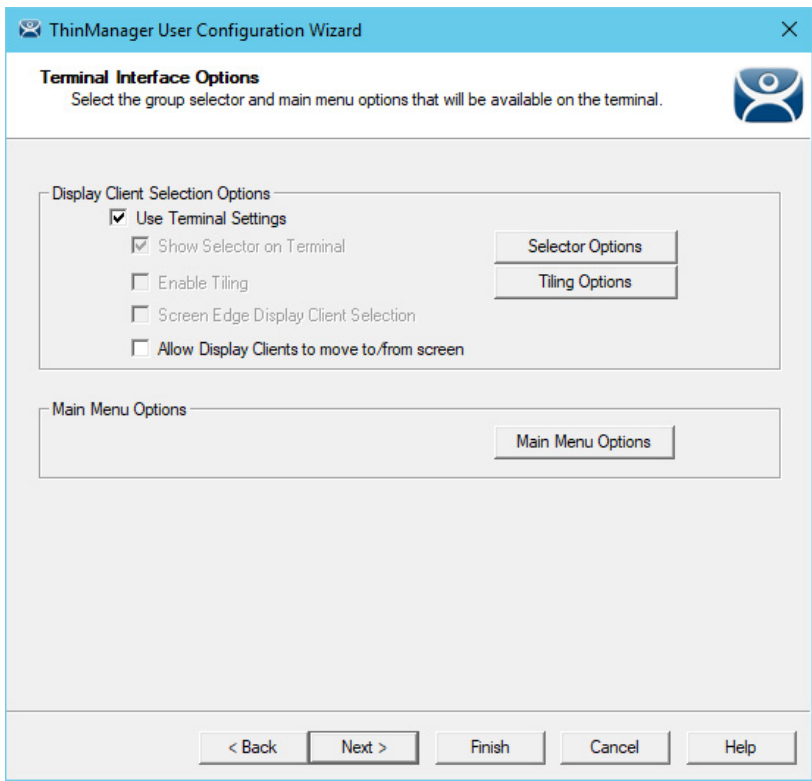 ThinManager User Configuration Wizard
Terminal Interface Options
Select the group selector and main menu options that will be available on the terminal.
Display Client Selection Options
Use Terminal Settings
Show Selector on Terminal
Selector Options
Enable Tiling
Tiling Options
Screen Edge Display Client Selection
Allow Display Clients to move to/from screen
Main Menu Options
Main Menu Options
< Back
Next >
Finish
Cancel
Help